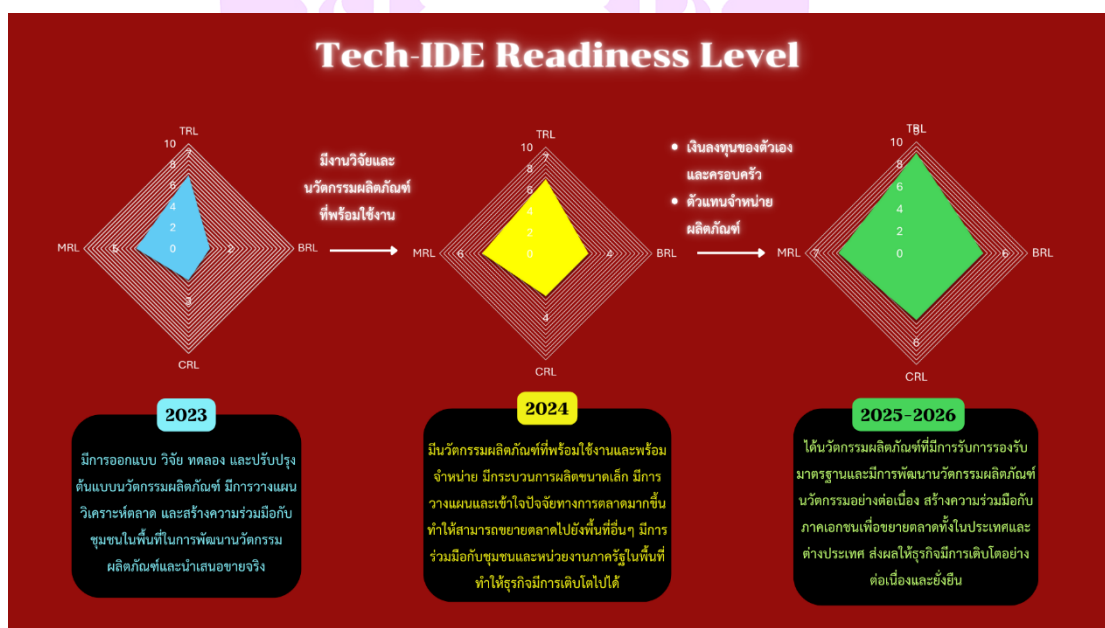 Tech-IDE Readiness Level
TRL
10
7
8
6
4
2
MRL
5
0
2
BRL
3
CRL
มีงานวิจัยและ
นวัตกรรมผลิตภัณฑ์
ที่พร้อมใช้งาน
TRL
10
7
8
6
4
2
MRL
6
0
4
BRL
4
CRL
• เงินลงทุนของตัวเอง
และครอบครัว
• ตัวแทนจำหน่าย
ผลิตภัณฑ์
TRL
9
10
8
6
4
2
MRL
7
0
6
BRL
6
CRL
2023
มีการออกแบบ วิจัย ทดลอง และปรับปรุง
ต้นแบบนวัตกรรมผลิตภัณฑ์ มีการวางแผน
วิเคราะห์ตลาด และสร้างความร่วมมือกับ
ชุมชนในพื้นที่ในการพัฒนานวัตกรรม
ผลิตภัณฑ์และนำเสนอขายจริง
2024
มีนวัตกรรมผลิตภัณฑ์ที่พร้อมใช้งานและพร้อม
จำหน่าย มีกระบวนการผลิตขนาดเล็ก มีการ
วางแผนและเข้าใจปัจจัยทางการตลาดมากขึ้น
ทำให้สามารถขยายตลาดไปยังพื้นที่อื่นๆ มีการ
ร่วมมือกับชุมชนและหน่วยงานภาครัฐในพื้นที่
ทำให้ธุรกิจมีการเติบโตไปได้
2025-2026
ได้นวัตกรรมผลิตภัณฑ์ที่มีการรับการรองรับ
มาตรฐานและมีการพัฒนานวัตกรรมผลิตภัณฑ์
นวัตกรรมอย่างต่อเนื่อง สร้างความร่วมมือกับ
ภาคเอกชนเพื่อขยายตลาดทั้งในประเทศและ
ต่างประเทศ ส่งผลให้ธุรกิจมีการเติบโตอย่าง
ต่อเนื่องและยั่งยืน